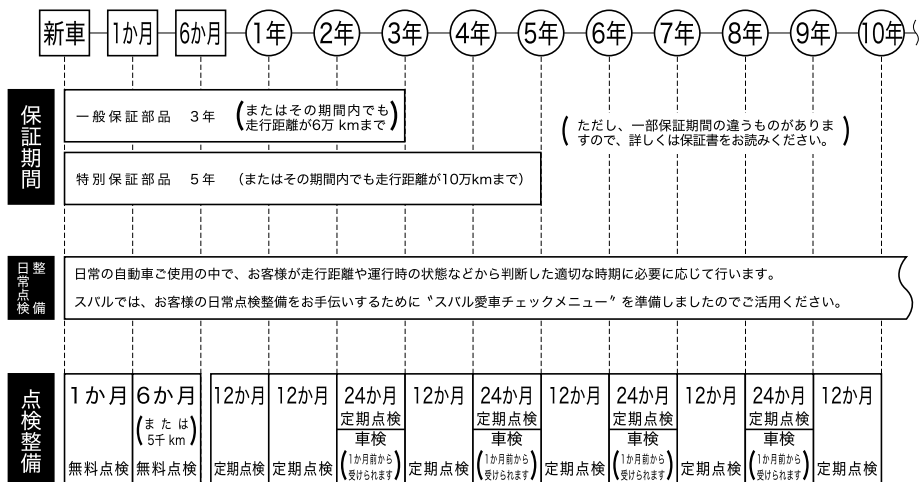 新車 1か月 6か月 1年 2年 3年 4年 5年 6年 7年 8年 9年 10年
保証期間
一般保証部品 3年 (またはその期間内でも
走行距離が6万kmまで)
(ただし、一部保証期間の違うものがありま
すので、詳しくは保証書をお読みください。)
特別保証部品 5年 (またはその期間内でも走行距離が10万kmまで)
日常点検
整備
日常の自動車ご使用の中で、お客様が走行距離や運行時の状態などから判断した適切な時期に必要に応じて行います。
スバルでは、お客様の日常点検整備をお手伝いするために〝スバル愛車チェックメニュー〟を準備しましたのでご活用ください。
点検整備
1か月
無料点検
6か月
(または
5千km)
無料点検
12か月
定期点検
12か月
定期点検
24か月
定期点検
車検
(1か月前から
受けられます)
12か月
定期点検
24か月
定期点検
車検
(1か月前から
受けられます)
12か月
定期点検
24か月
定期点検
車検
(1か月前から
受けられます)
12か月
定期点検
24か月
定期点検
車検
(1か月前から
受けられます)
12か月
定期点検